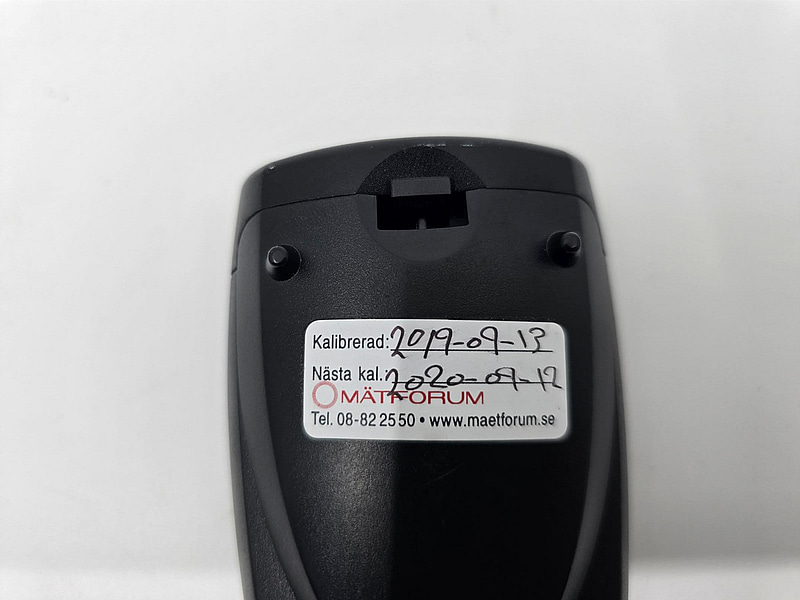 Kalibrerad: 2019-09-13
Nästa kal.: 2020-09-12
MÄTFORUM
Tel. 08-82 25 50 • www.maetforum.se